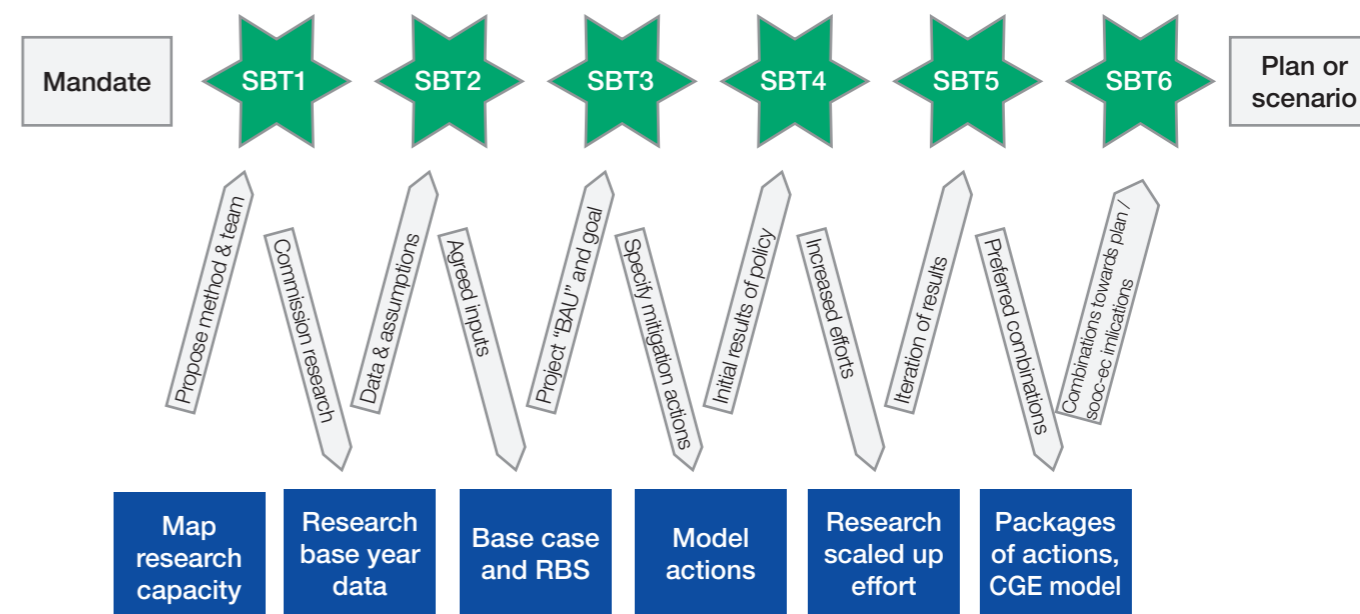 Mandate
SBT1
SBT2
SBT3
SBT4
SBT5
SBT6
Plan or
scenario
Propose method & team
Commission research
Data & assumptions
Agreed inputs
Project "BAU" and goal
Specify mitigation actions
Initial results of policy
Increased efforts
Iteration of results
Preferred combinations
Combinations towards plan /
sooc-ec imlications
Map
research
capacity
Research
base year
data
Base case
and RBS
Model
actions
Research
scaled up
effort
Packages
of actions,
CGE model